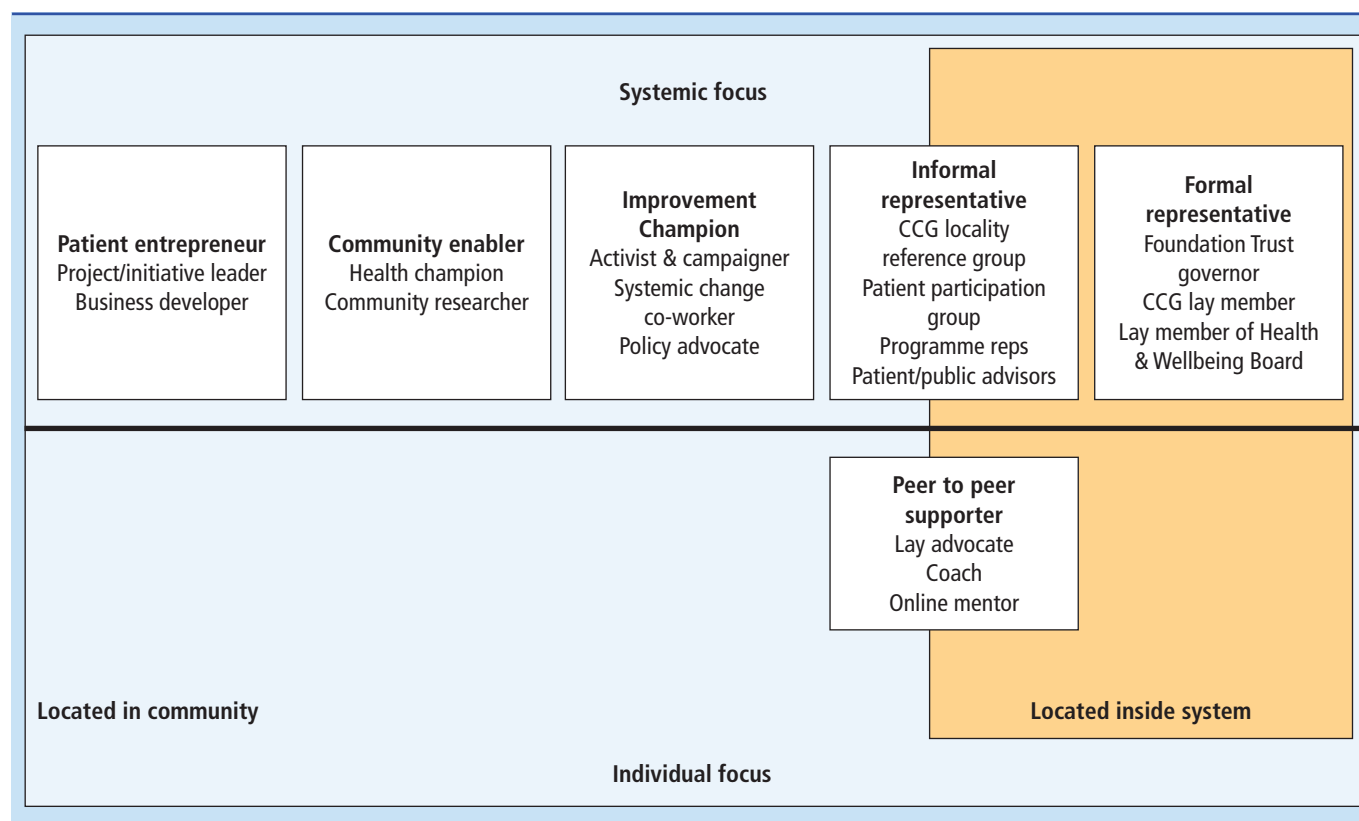 Systemic focus
Patient entrepreneur
Project/initiative leader
Business developer
Community enabler
Health champion
Community researcher
Improvement
Champion
Activist & campaigner
Systemic change
co-worker
Policy advocate
Informal
representative
CCG locality
reference group
Patient participation
group
Programme reps
Patient/public advisors
Formal
representative
Foundation Trust
governor
CCG lay member
Lay member of Health
& Wellbeing Board
Peer to peer
supporter
Lay advocate
Coach
Online mentor
Located in community
Located inside system
Individual focus